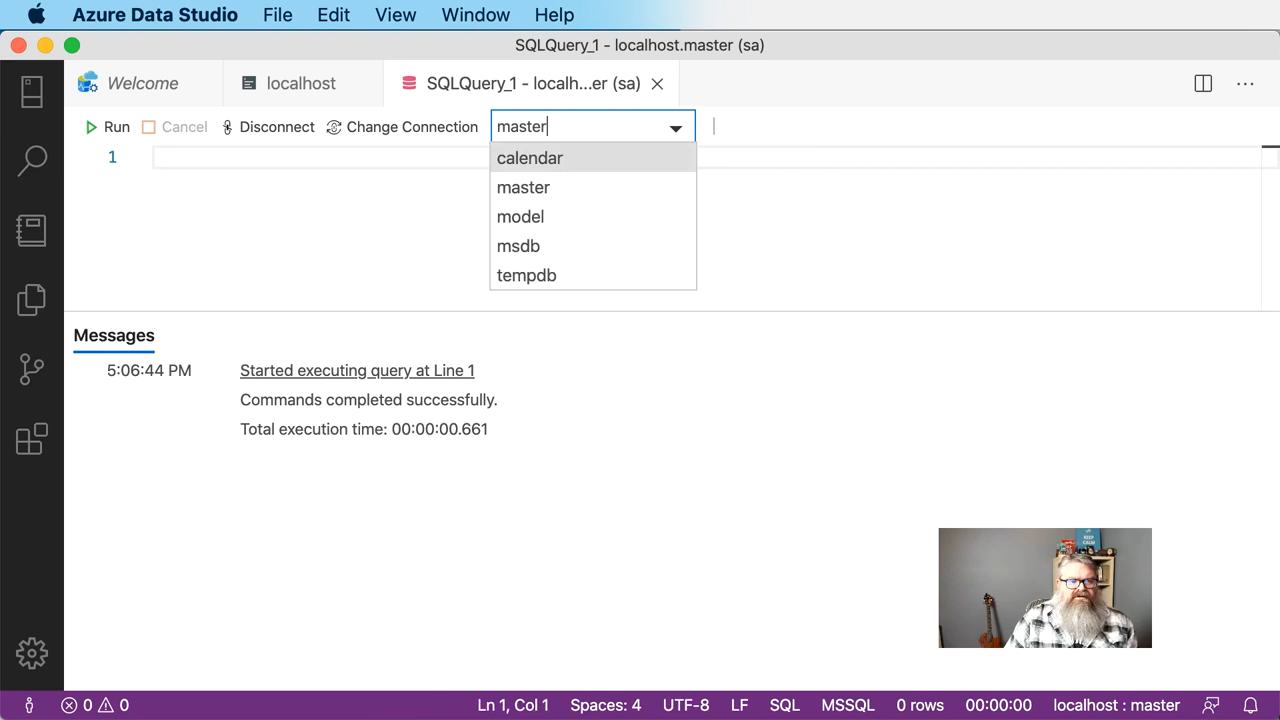 Azure Data Studio File Edit View Window Help
SQLQuery_1 - localhost.master (sa)
Welcome
localhost
SQLQuery_1 - localh...er (sa)
Run Cancel Disconnect Change Connection master
1
calendar
master
model
msdb
tempdb
Messages
5:06:44 PM Started executing query at Line 1
Commands completed successfully.
Total execution time: 00:00:00.661
KEEP
CALM
0 0 Ln 1, Col 1 Spaces: 4 UTF-8 LF SQL MSSQL 0 rows 00:00:00 localhost : master